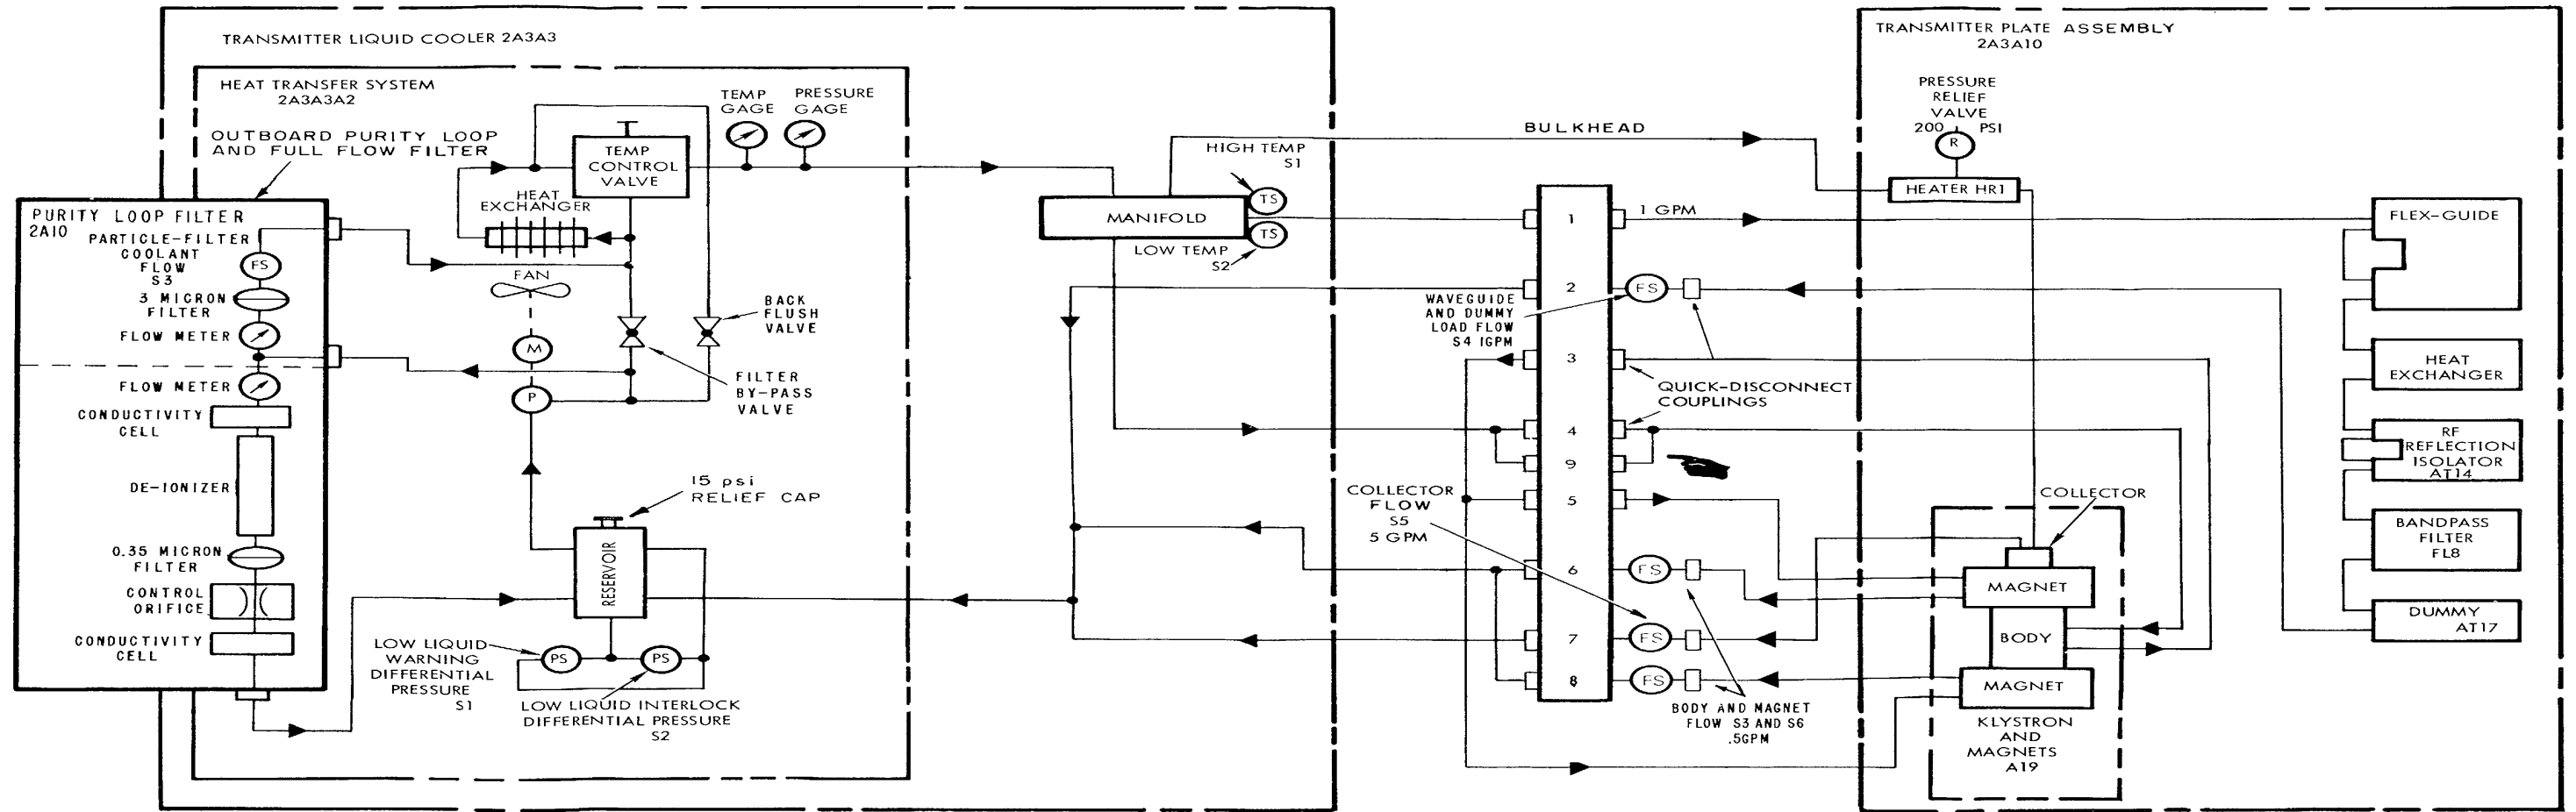 TRANSMITTER LIQUID COOLER 2A3A3
HEAT TRANSFER SYSTEM
2A3A3A2
OUTBOARD PURITY LOOP
AND FULL FLOW FILTER
PURITY LOOP FILTER
2A10
PARTICLE-FILTER
COOLANT
FLOW
S3
FS
3 MICRON
FILTER
FLOW METER
FLOW METER
CONDUCTIVITY
CELL
DE-IONIZER
0.35 MICRON
FILTER
CONTROL
ORIFICE
CONDUCTIVITY
CELL
TEMP
CONTROL
VALVE
HEAT
EXCHANGER
FAN
M
P
TEMP
GAGE
PRESSURE
GAGE
BACK
FLUSH
VALVE
FILTER
BY-PASS
VALVE
15 psi
RELIEF CAP
RESERVOIR
PS
PS
LOW LIQUID
WARNING
DIFFERENTIAL
PRESSURE
S1
LOW LIQUID INTERLOCK
DIFFERENTIAL PRESSURE
S2
MANIFOLD
HIGH TEMP
S1
TS
TS
LOW TEMP
S2
BULKHEAD
1
2
3
4
9
5
6
7
8
1 GPM
FS
WAVEGUIDE
AND DUMMY
LOAD FLOW
S4 1GPM
QUICK-DISCONNECT
COUPLINGS
COLLECTOR
FLOW
S5
5 GPM
FS
FS
FS
BODY AND MAGNET
FLOW S3 AND S6
.5GPM
TRANSMITTER PLATE ASSEMBLY
2A3A10
PRESSURE
RELIEF
VALVE
200 PSI
R
HEATER HR1
COLLECTOR
MAGNET
BODY
MAGNET
KLYSTRON
AND
MAGNETS
A19
FLEX-GUIDE
HEAT
EXCHANGER
RF
REFLECTION
ISOLATOR
AT14
BANDPASS
FILTER
FL8
DUMMY
AT17